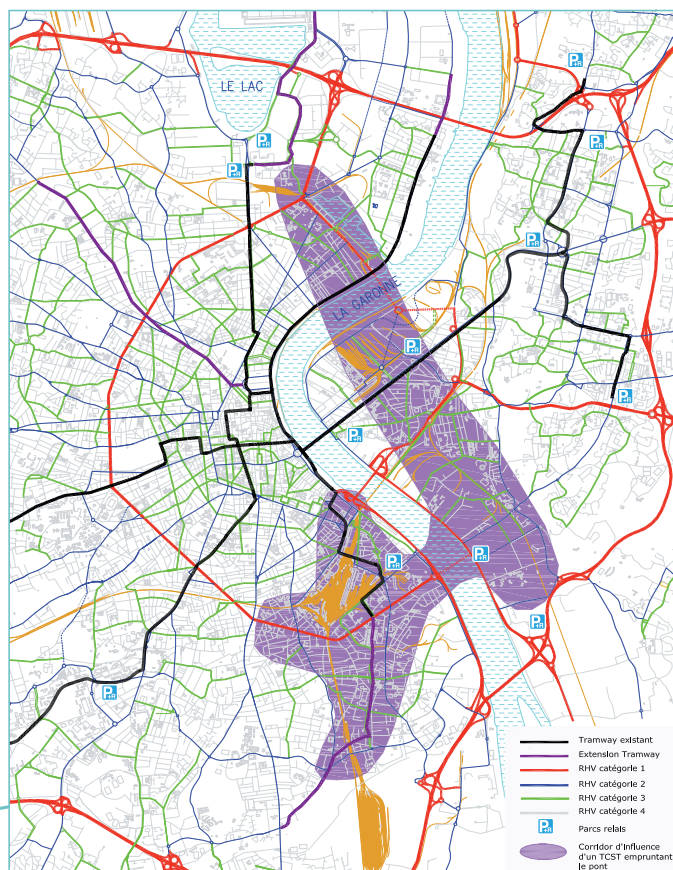 P+R
LE LAC
P+R
P+R
P+R
P+R
LA GARONNE
P+R
P+R
P+R
P+R
P+R
P+R
P+R
Tramway existant
Extension Tramway
RHV catégorie 1
RHV catégorie 2
RHV catégorie 3
RHV catégorie 4
P+R
Parcs relais
Corridor d'Influence
d'un TCST empruntant
le pont